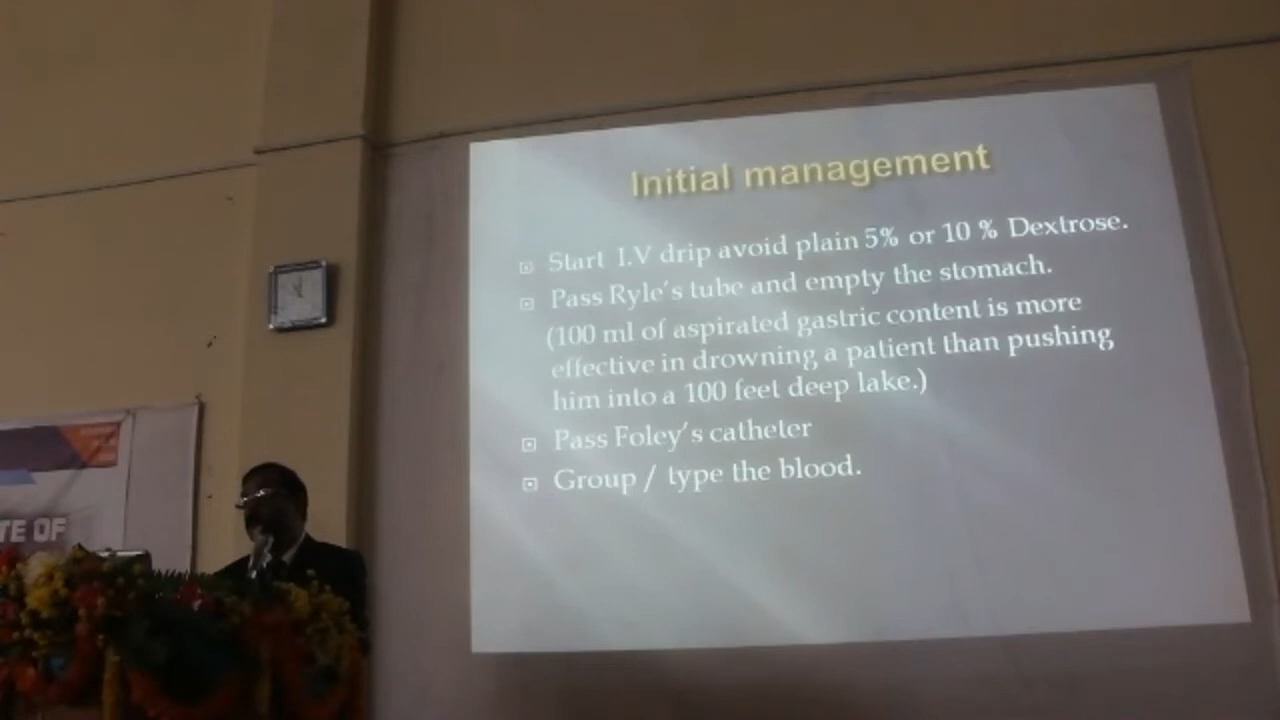 Initial management
Start I.V drip avoid plain 5% or 10 % Dextrose.
Pass Ryle's tube and empty the stomach.
(100 ml of aspirated gastric content is more
effective in drowning a patient than pushing
him into a 100 feet deep lake.)
Pass Foley's catheter
Group / type the blood.
TE OF